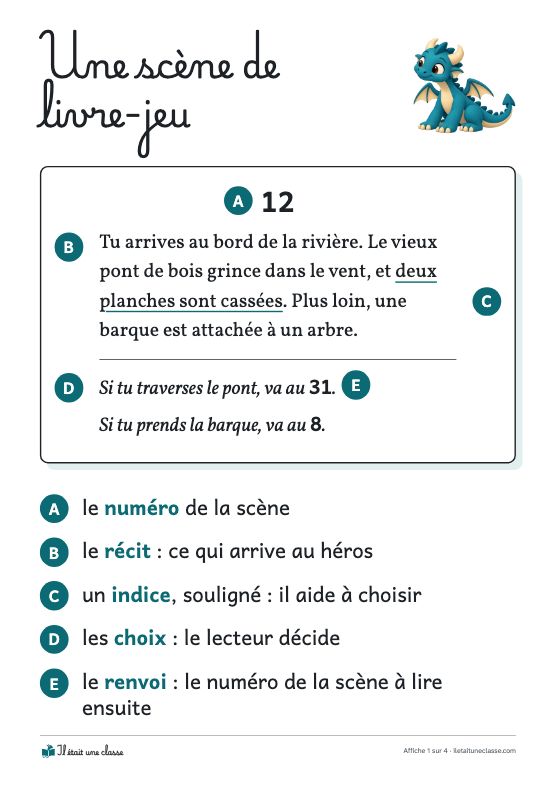 Une scène de
livre-jeu
A 12
B
Tu arrives au bord de la rivière. Le vieux
pont de bois grince dans le vent, et deux
planches sont cassées. Plus loin, une
C
barque est attachée à un arbre.
D Si tu traverses le pont, va au 31. E
Si tu prends la barque, va au 8.
A le numéro de la scène
B le récit : ce qui arrive au héros
C un indice, souligné : il aide à choisir
D les choix : le lecteur décide
E le renvoi : le numéro de la scène à lire
ensuite
Il était une classe
Affiche 1 sur 4 · iletaituneclasse.com